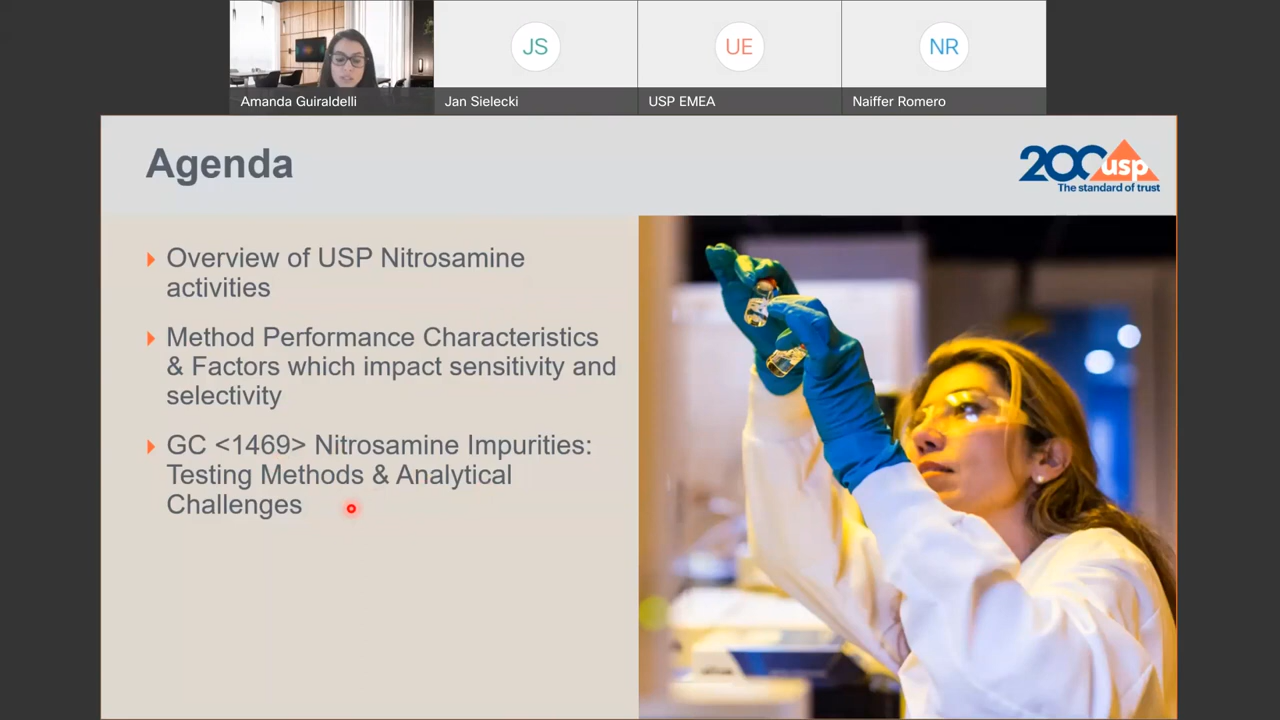 JS
UE
NR
Amanda Guiraldelli
Jan Sielecki
USP EMEA
Naiffer Romero
Agenda
200 usp
The standard of trust
Overview of USP Nitrosamine
activities
Method Performance Characteristics
& Factors which impact sensitivity and
selectivity
GC <1469> Nitrosamine Impurities:
Testing Methods & Analytical
Challenges